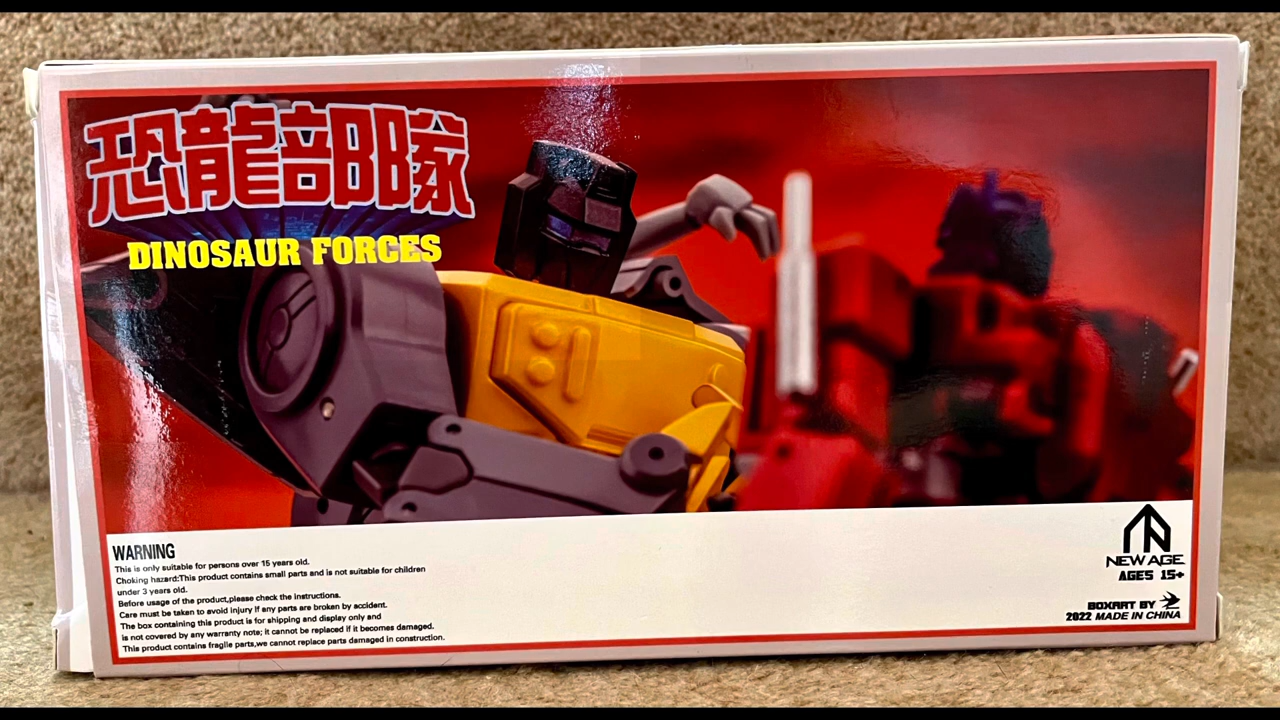 恐龍部隊
DINOSAUR FORCES
WARNING
This is only suitable for persons over 15 years old.
Choking hazard:This product contains small parts and is not suitable for children
under 3 years old.
Before usage of the product,please check the instructions.
Care must be taken to avoid injury if any parts are broken by accident.
The box containing this product is for shipping and display only and
is not covered by any warranty note; it cannot be replaced if it becomes damaged.
This product contains fragile parts,we cannot replace parts damaged in construction.
NEWAGE
AGES 15+
BOXART BY
2022 MADE IN CHINA